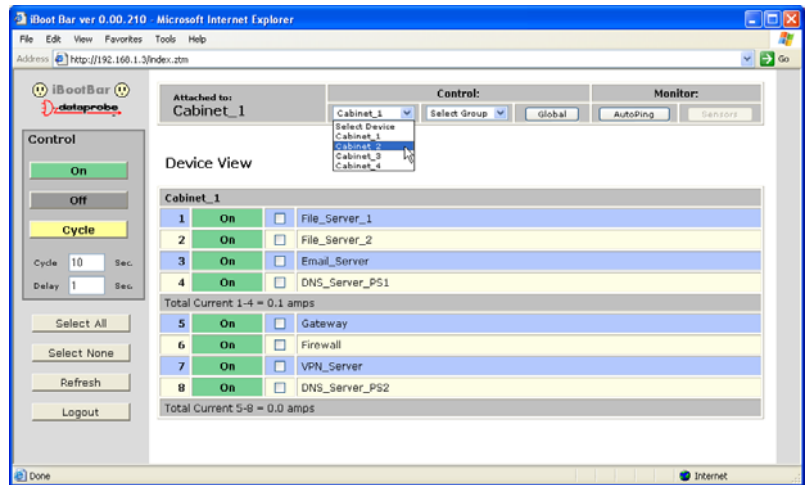 iBoot Bar ver 0.00.210 - Microsoft Internet Explorer
File Edit View Favorites Tools Help
Address http://192.168.1.3/index.ztm Go
iBootBar
dataprobe
Attached to:
Cabinet_1
Control:
Monitor:
Cabinet_1 Select Group Global AutoPing Sensors
Select Device
Cabinet_1
Cabinet_2
Cabinet_3
Cabinet_4
Control
On
Off
Cycle
Cycle 10 Sec.
Delay 1 Sec.
Select All
Select None
Refresh
Logout
Device View
Cabinet_1
1 On File_Server_1
2 On File_Server_2
3 On Email_Server
4 On DNS_Server_PS1
Total Current 1-4 = 0.1 amps
5 On Gateway
6 On Firewall
7 On VPN_Server
8 On DNS_Server_PS2
Total Current 5-8 = 0.0 amps
Done Internet